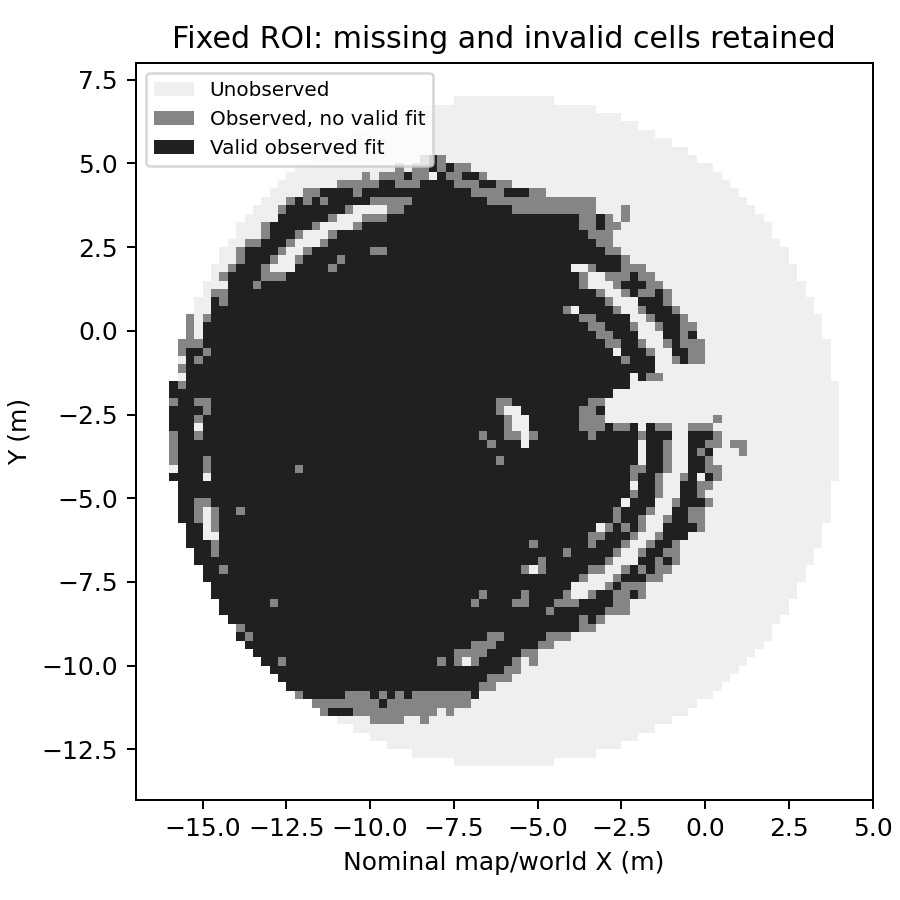 Fixed ROI: missing and invalid cells retained
Unobserved
Observed, no valid fit
Valid observed fit
7.5
5.0
2.5
0.0
−2.5
−5.0
−7.5
−10.0
−12.5
Y (m)
−15.0 −12.5 −10.0 −7.5 −5.0 −2.5 0.0 2.5 5.0
Nominal map/world X (m)